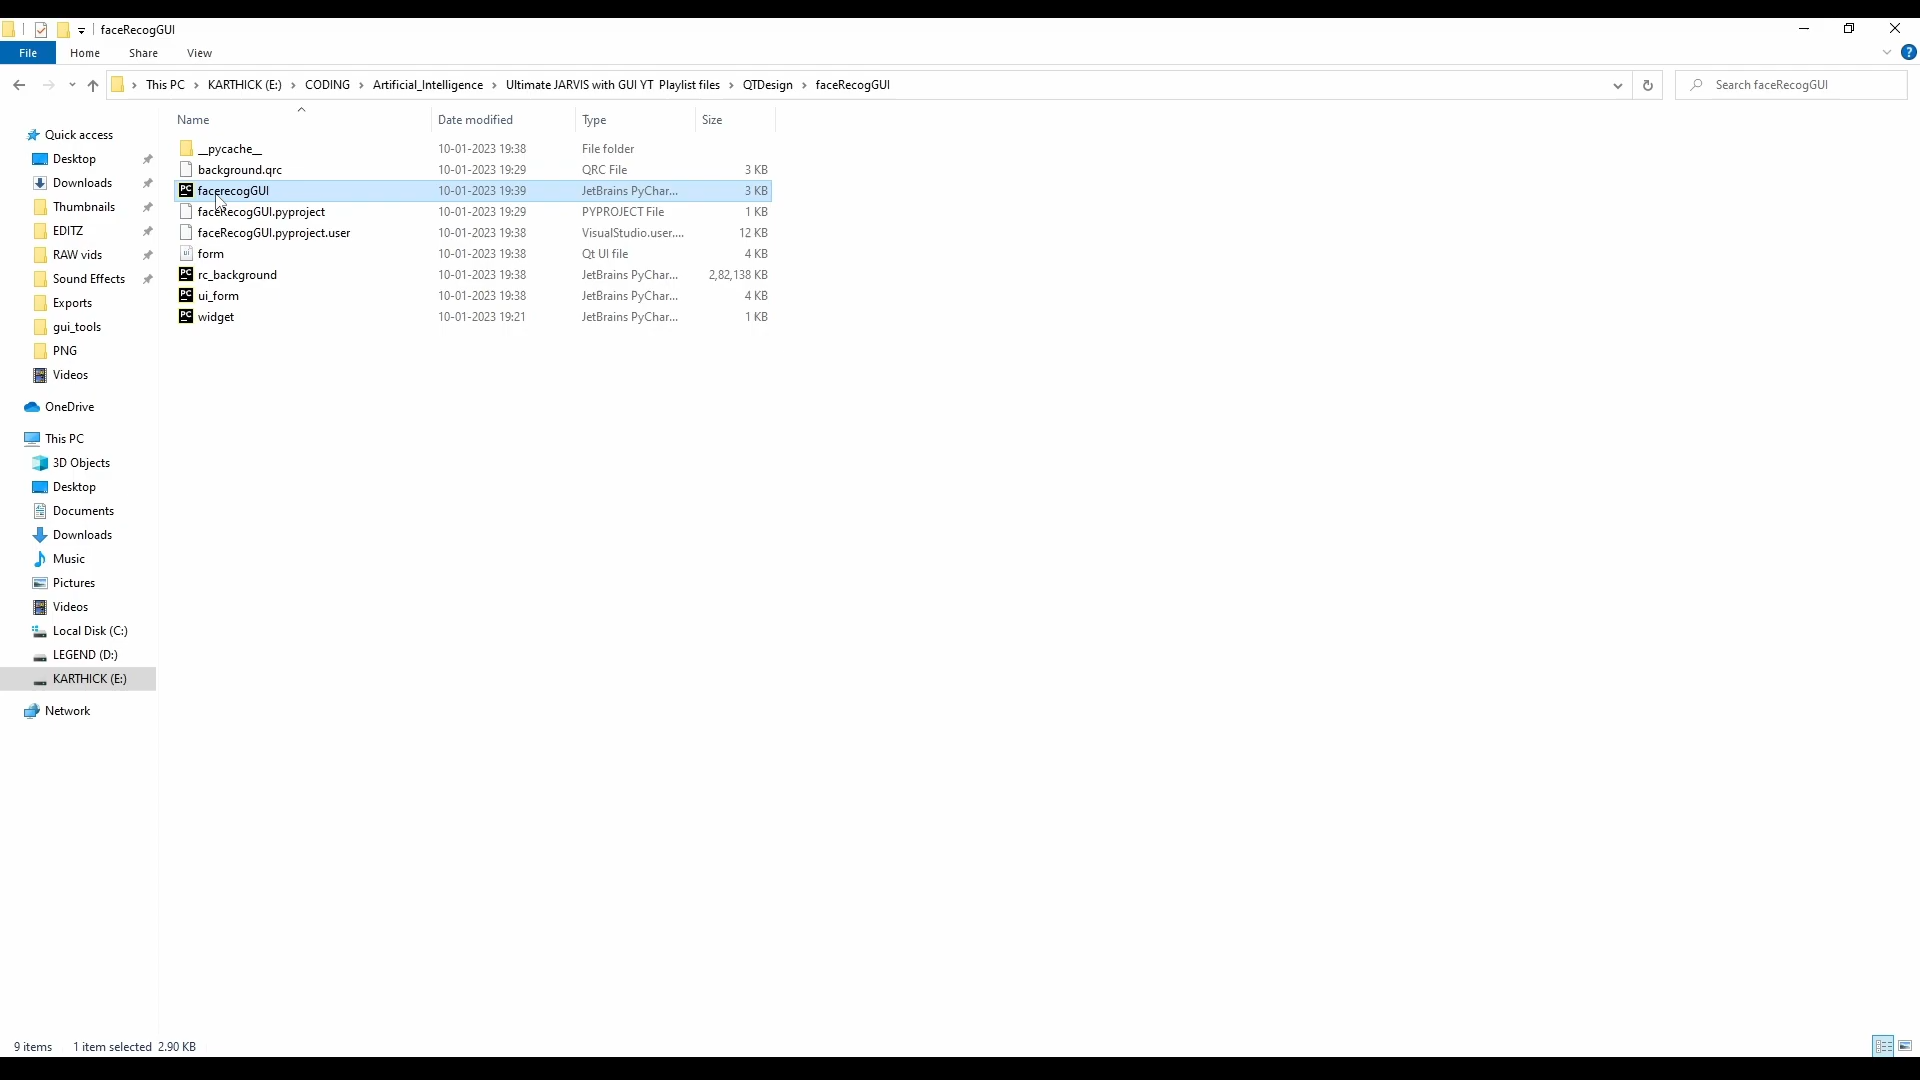 faceRecogGUI
File Home Share View
This PC KARTHICK (E:) CODING Artificial_Intelligence Ultimate JARVIS with GUI YT Playlist files QTDesign faceRecogGUI Search faceRecogGUI
Name Date modified Type Size
Quick access
Desktop
Downloads
Thumbnails
EDITZ
RAW vids
Sound Effects
Exports
gui_tools
PNG
Videos
OneDrive
This PC
3D Objects
Desktop
Documents
Downloads
Music
Pictures
Videos
Local Disk (C:)
LEGEND (D:)
KARTHICK (E:)
Network
__pycache__ 10-01-2023 19:38 File folder
background.qrc 10-01-2023 19:29 QRC File 3 KB
facerecogGUI 10-01-2023 19:39 JetBrains PyChar... 3 KB
faceRecogGUI.pyproject 10-01-2023 19:29 PYPROJECT File 1 KB
faceRecogGUI.pyproject.user 10-01-2023 19:38 VisualStudio.user.... 12 KB
form 10-01-2023 19:38 Qt UI file 4 KB
rc_background 10-01-2023 19:38 JetBrains PyChar... 2,82,138 KB
ui_form 10-01-2023 19:38 JetBrains PyChar... 4 KB
widget 10-01-2023 19:21 JetBrains PyChar... 1 KB
9 items 1 item selected 2.90 KB